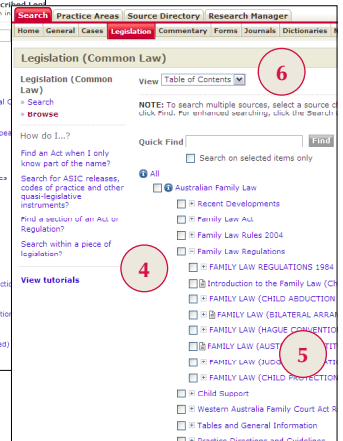 Search Practice Areas Source Directory Research Manager
Home General Cases Legislation Commentary Forms Journals Dictionaries
Legislation (Common Law)
Legislation (Common
Law)
» Search
» Browse
How do I...?
Find an Act when I only
know part of the name?
Search for ASIC releases,
codes of practice and other
quasi-legislative
instruments?
Find a section of an Act or
Regulation?
Search within a piece of
legislation?
View tutorials
View Table of Contents
6
NOTE: To search multiple sources, select a source
click Find. For enhanced searching, click the Search
Quick Find Find
Search on selected items only
All
Australian Family Law
Recent Developments
Family Law Act
Family Law Rules 2004
Family Law Regulations
4
FAMILY LAW REGULATIONS 1984
Introduction to the Family Law (Ch
FAMILY LAW (CHILD ABDUCTION
FAMILY LAW (BILATERAL ARRAN
FAMILY LAW (HAGUE CONVENTIO
FAMILY LAW (AUST
5
FAMILY LAW (JUDG
FAMILY LAW (CHILD PROTECTION
Child Support
Western Australia Family Court Act R
Tables and General Information
Practice Directions and Guidelines